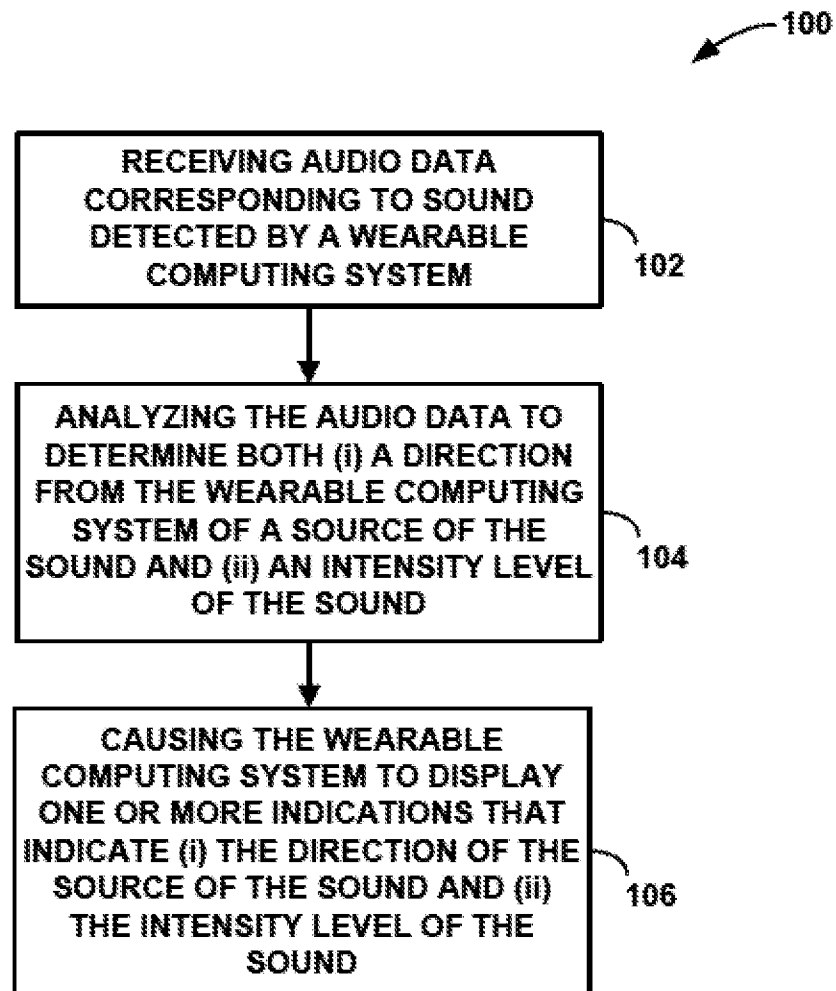 100
RECEIVING AUDIO DATA
CORRESPONDING TO SOUND
DETECTED BY A WEARABLE
COMPUTING SYSTEM
102
ANALYZING THE AUDIO DATA TO
DETERMINE BOTH (i) A DIRECTION
FROM THE WEARABLE COMPUTING
SYSTEM OF A SOURCE OF THE
SOUND AND (ii) AN INTENSITY LEVEL
OF THE SOUND
104
CAUSING THE WEARABLE
COMPUTING SYSTEM TO DISPLAY
ONE OR MORE INDICATIONS THAT
INDICATE (i) THE DIRECTION OF THE
SOURCE OF THE SOUND AND (ii)
THE INTENSITY LEVEL OF THE
SOUND
106